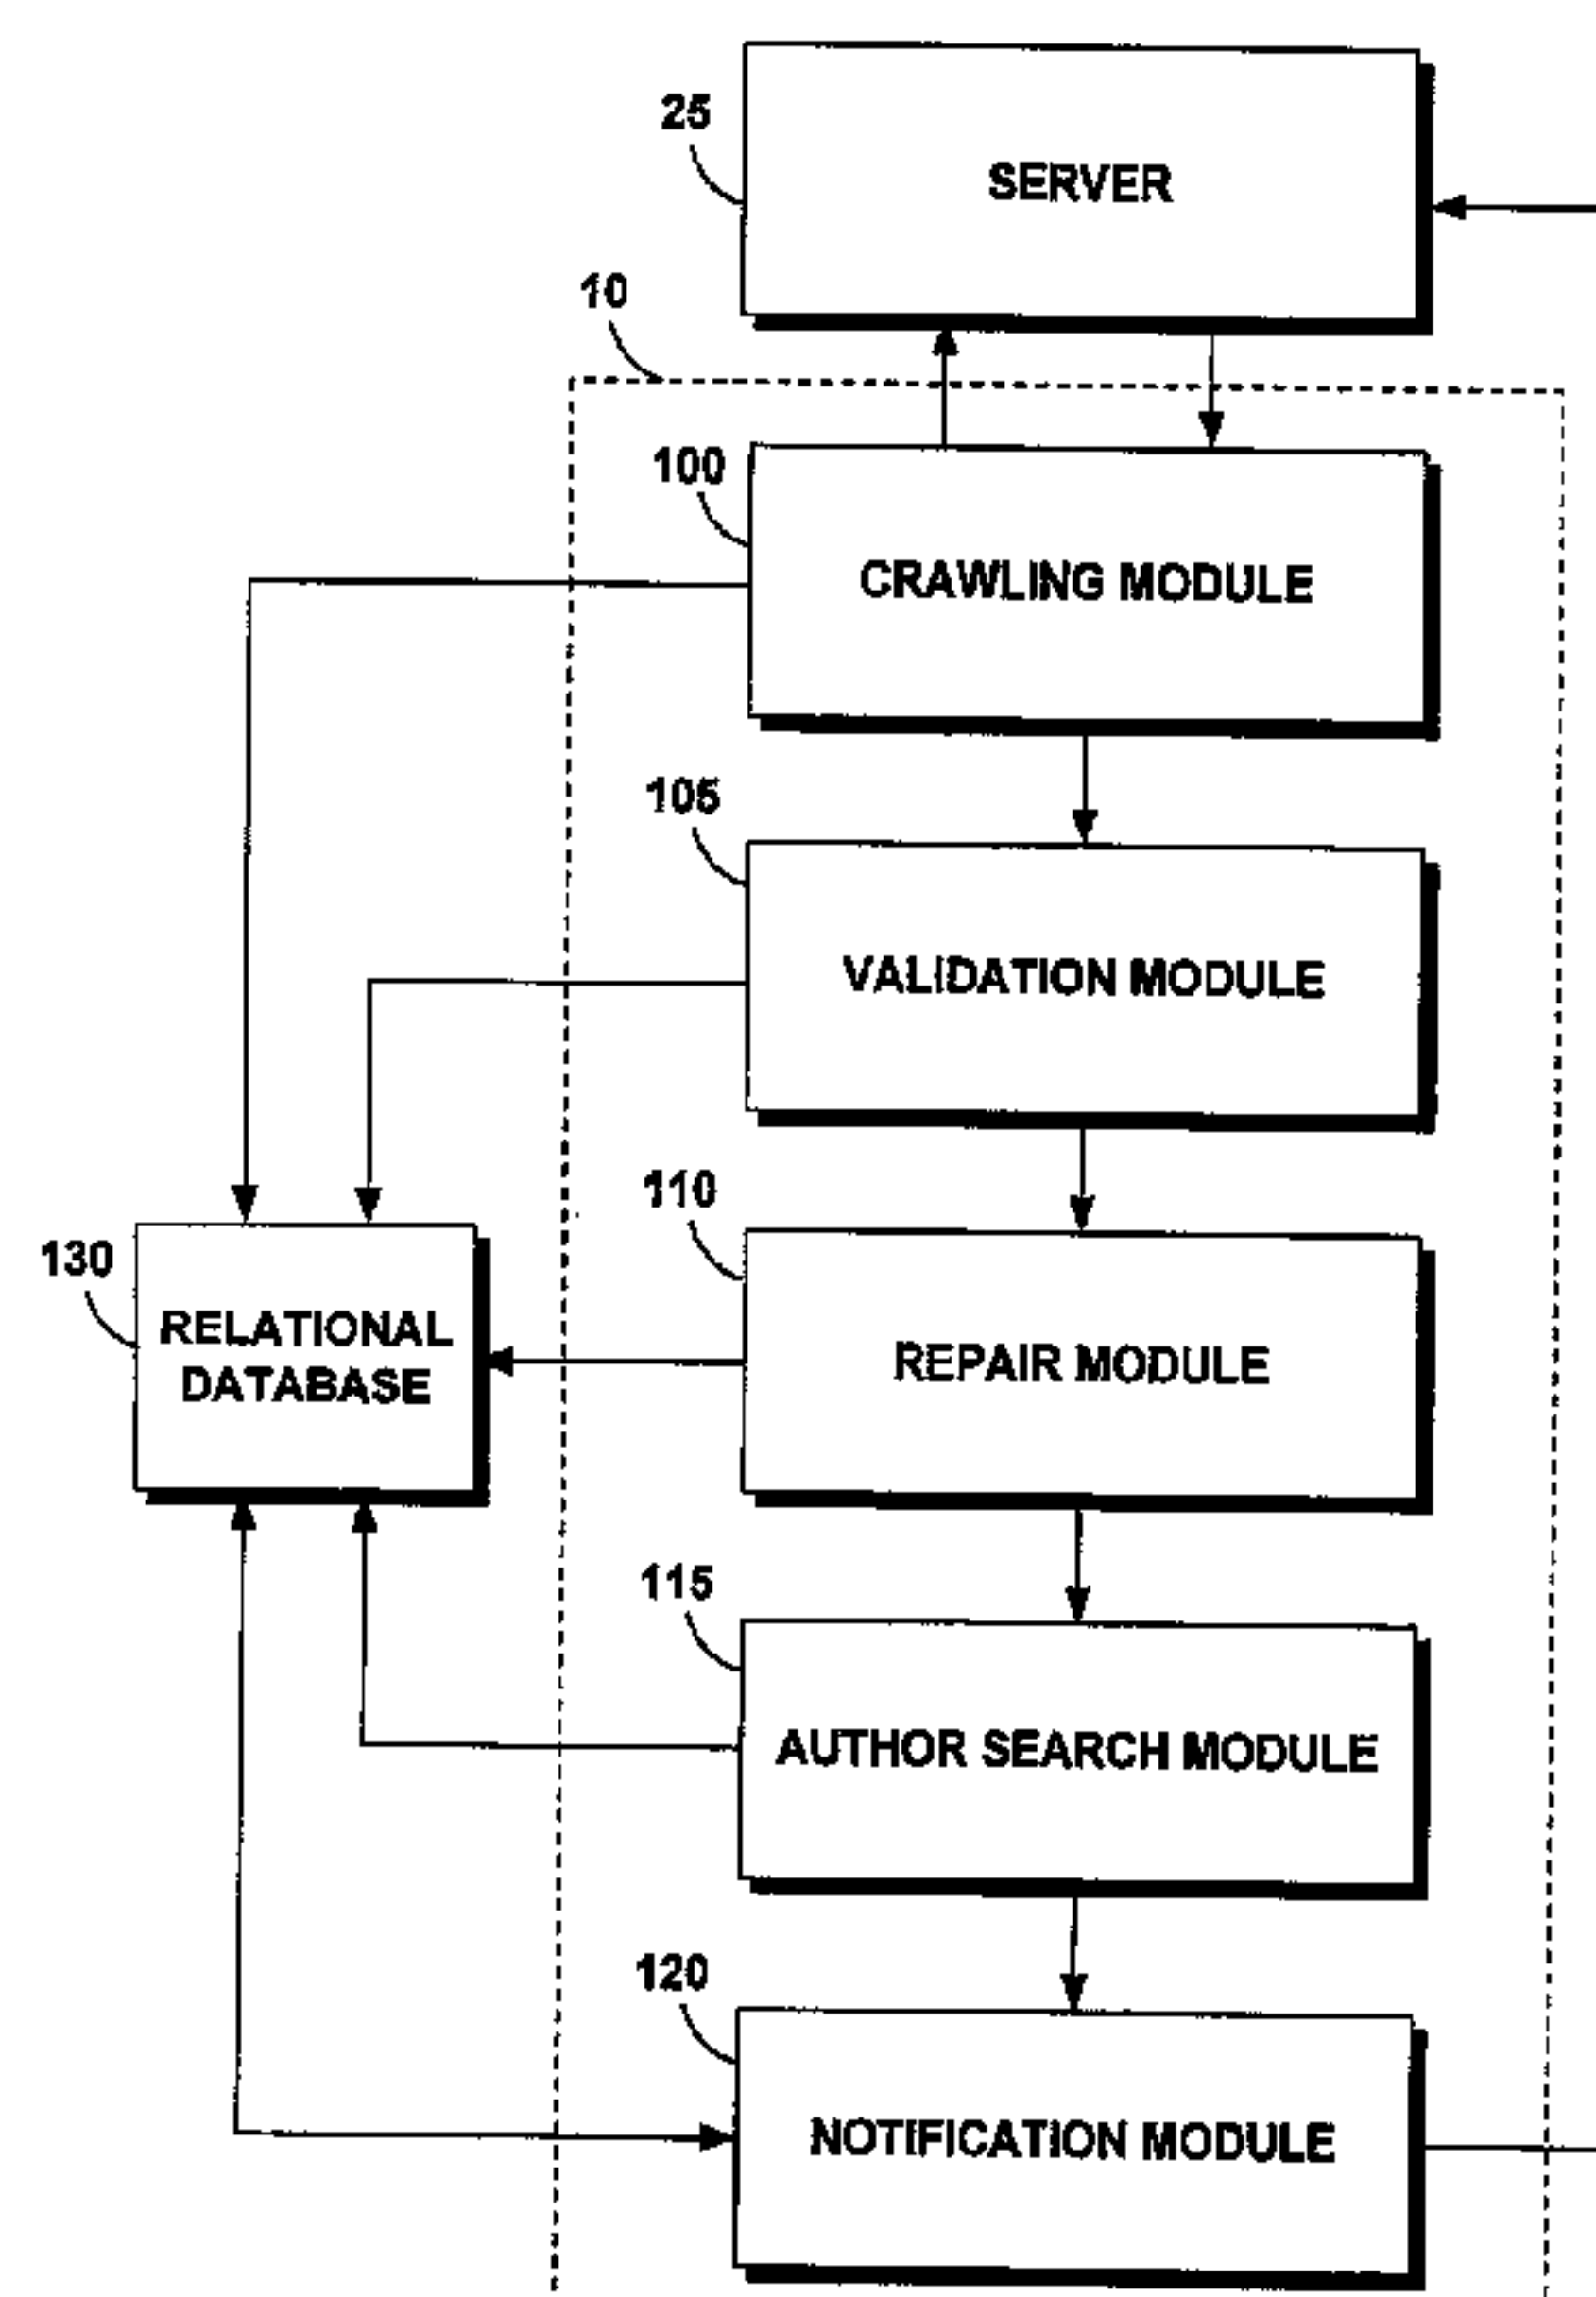 25
SERVER
10
100
CRAWLING MODULE
105
VALIDATION MODULE
110
130
RELATIONAL
DATABASE
REPAIR MODULE
115
AUTHOR SEARCH MODULE
120
NOTIFICATION MODULE